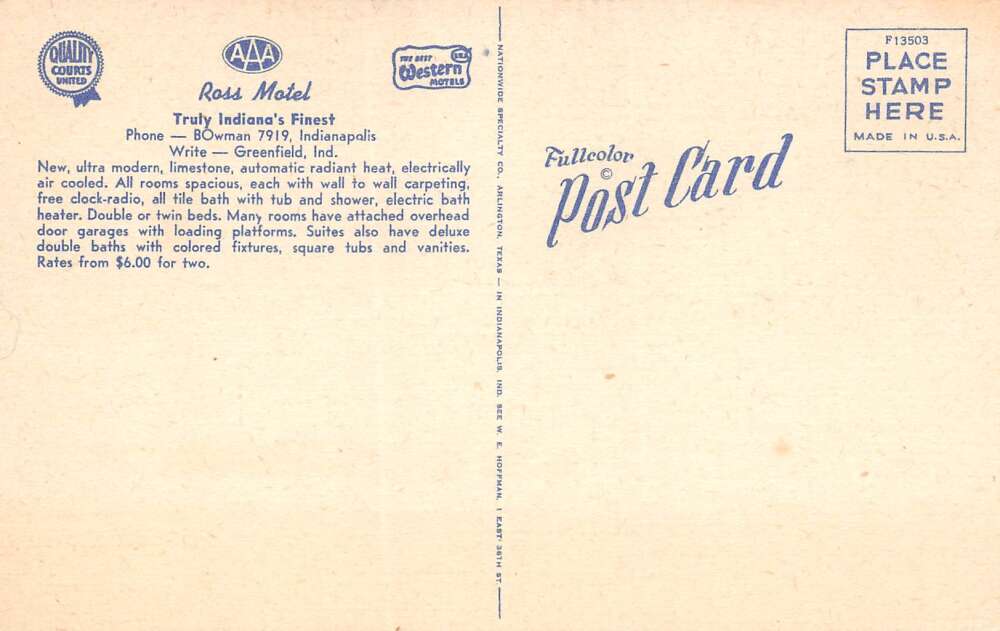 QUALITY
COURTS
UNITED
AAA
THE BEST
Western
MOTELS
USA
Ross Motel
Truly Indiana's Finest
Phone — BOwman 7919, Indianapolis
Write — Greenfield, Ind.
New, ultra modern, limestone, automatic radiant heat, electrically
air cooled. All rooms spacious, each with wall to wall carpeting,
free clock-radio, all tile bath with tub and shower, electric bath
heater. Double or twin beds. Many rooms have attached overhead
door garages with loading platforms. Suites also have deluxe
double baths with colored fixtures, square tubs and vanities.
Rates from $6.00 for two.
NATIONWIDE SPECIALTY CO., ARLINGTON, TEXAS — IN INDIANAPOLIS, IND. SEE W. E. HOFFMAN, 1 EAST 36TH ST.
Fullcolor
©
Post Card
F13503
PLACE
STAMP
HERE
MADE IN U.S.A.